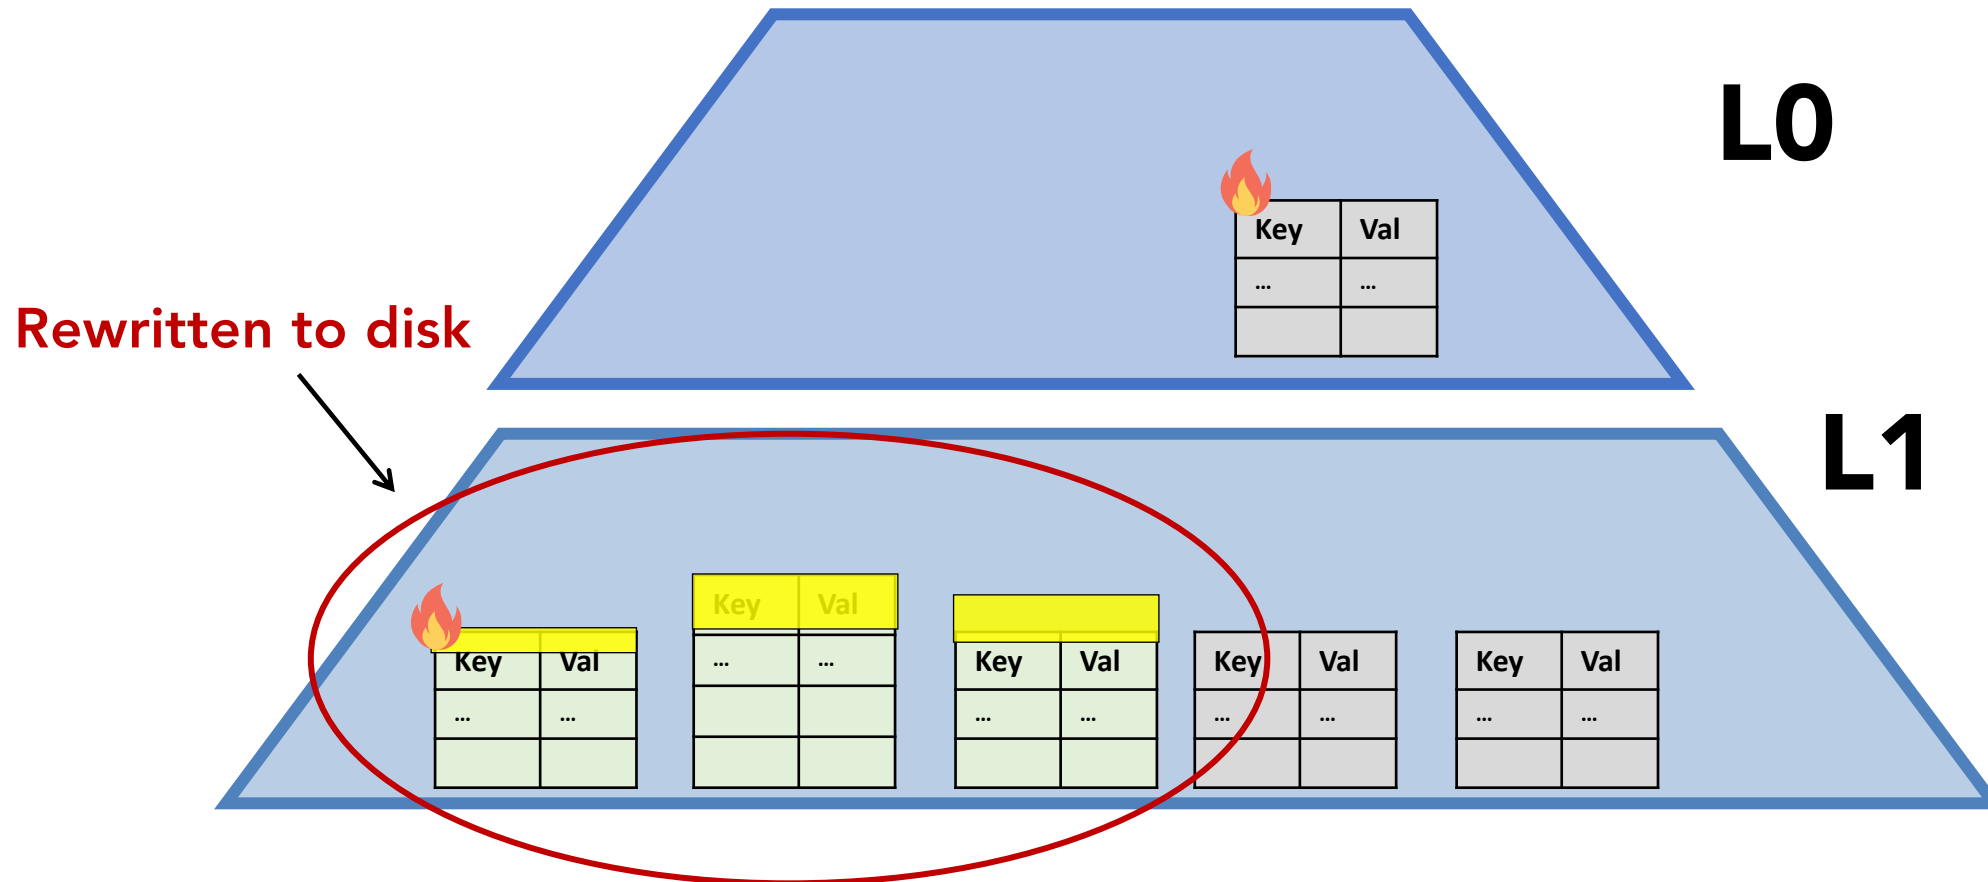 L0
Key Val
... ...
Rewritten to disk
L1
Key Val
Key Val Key Val Key Val Key Val
... ...
... ... ... ... ... ... ... ...